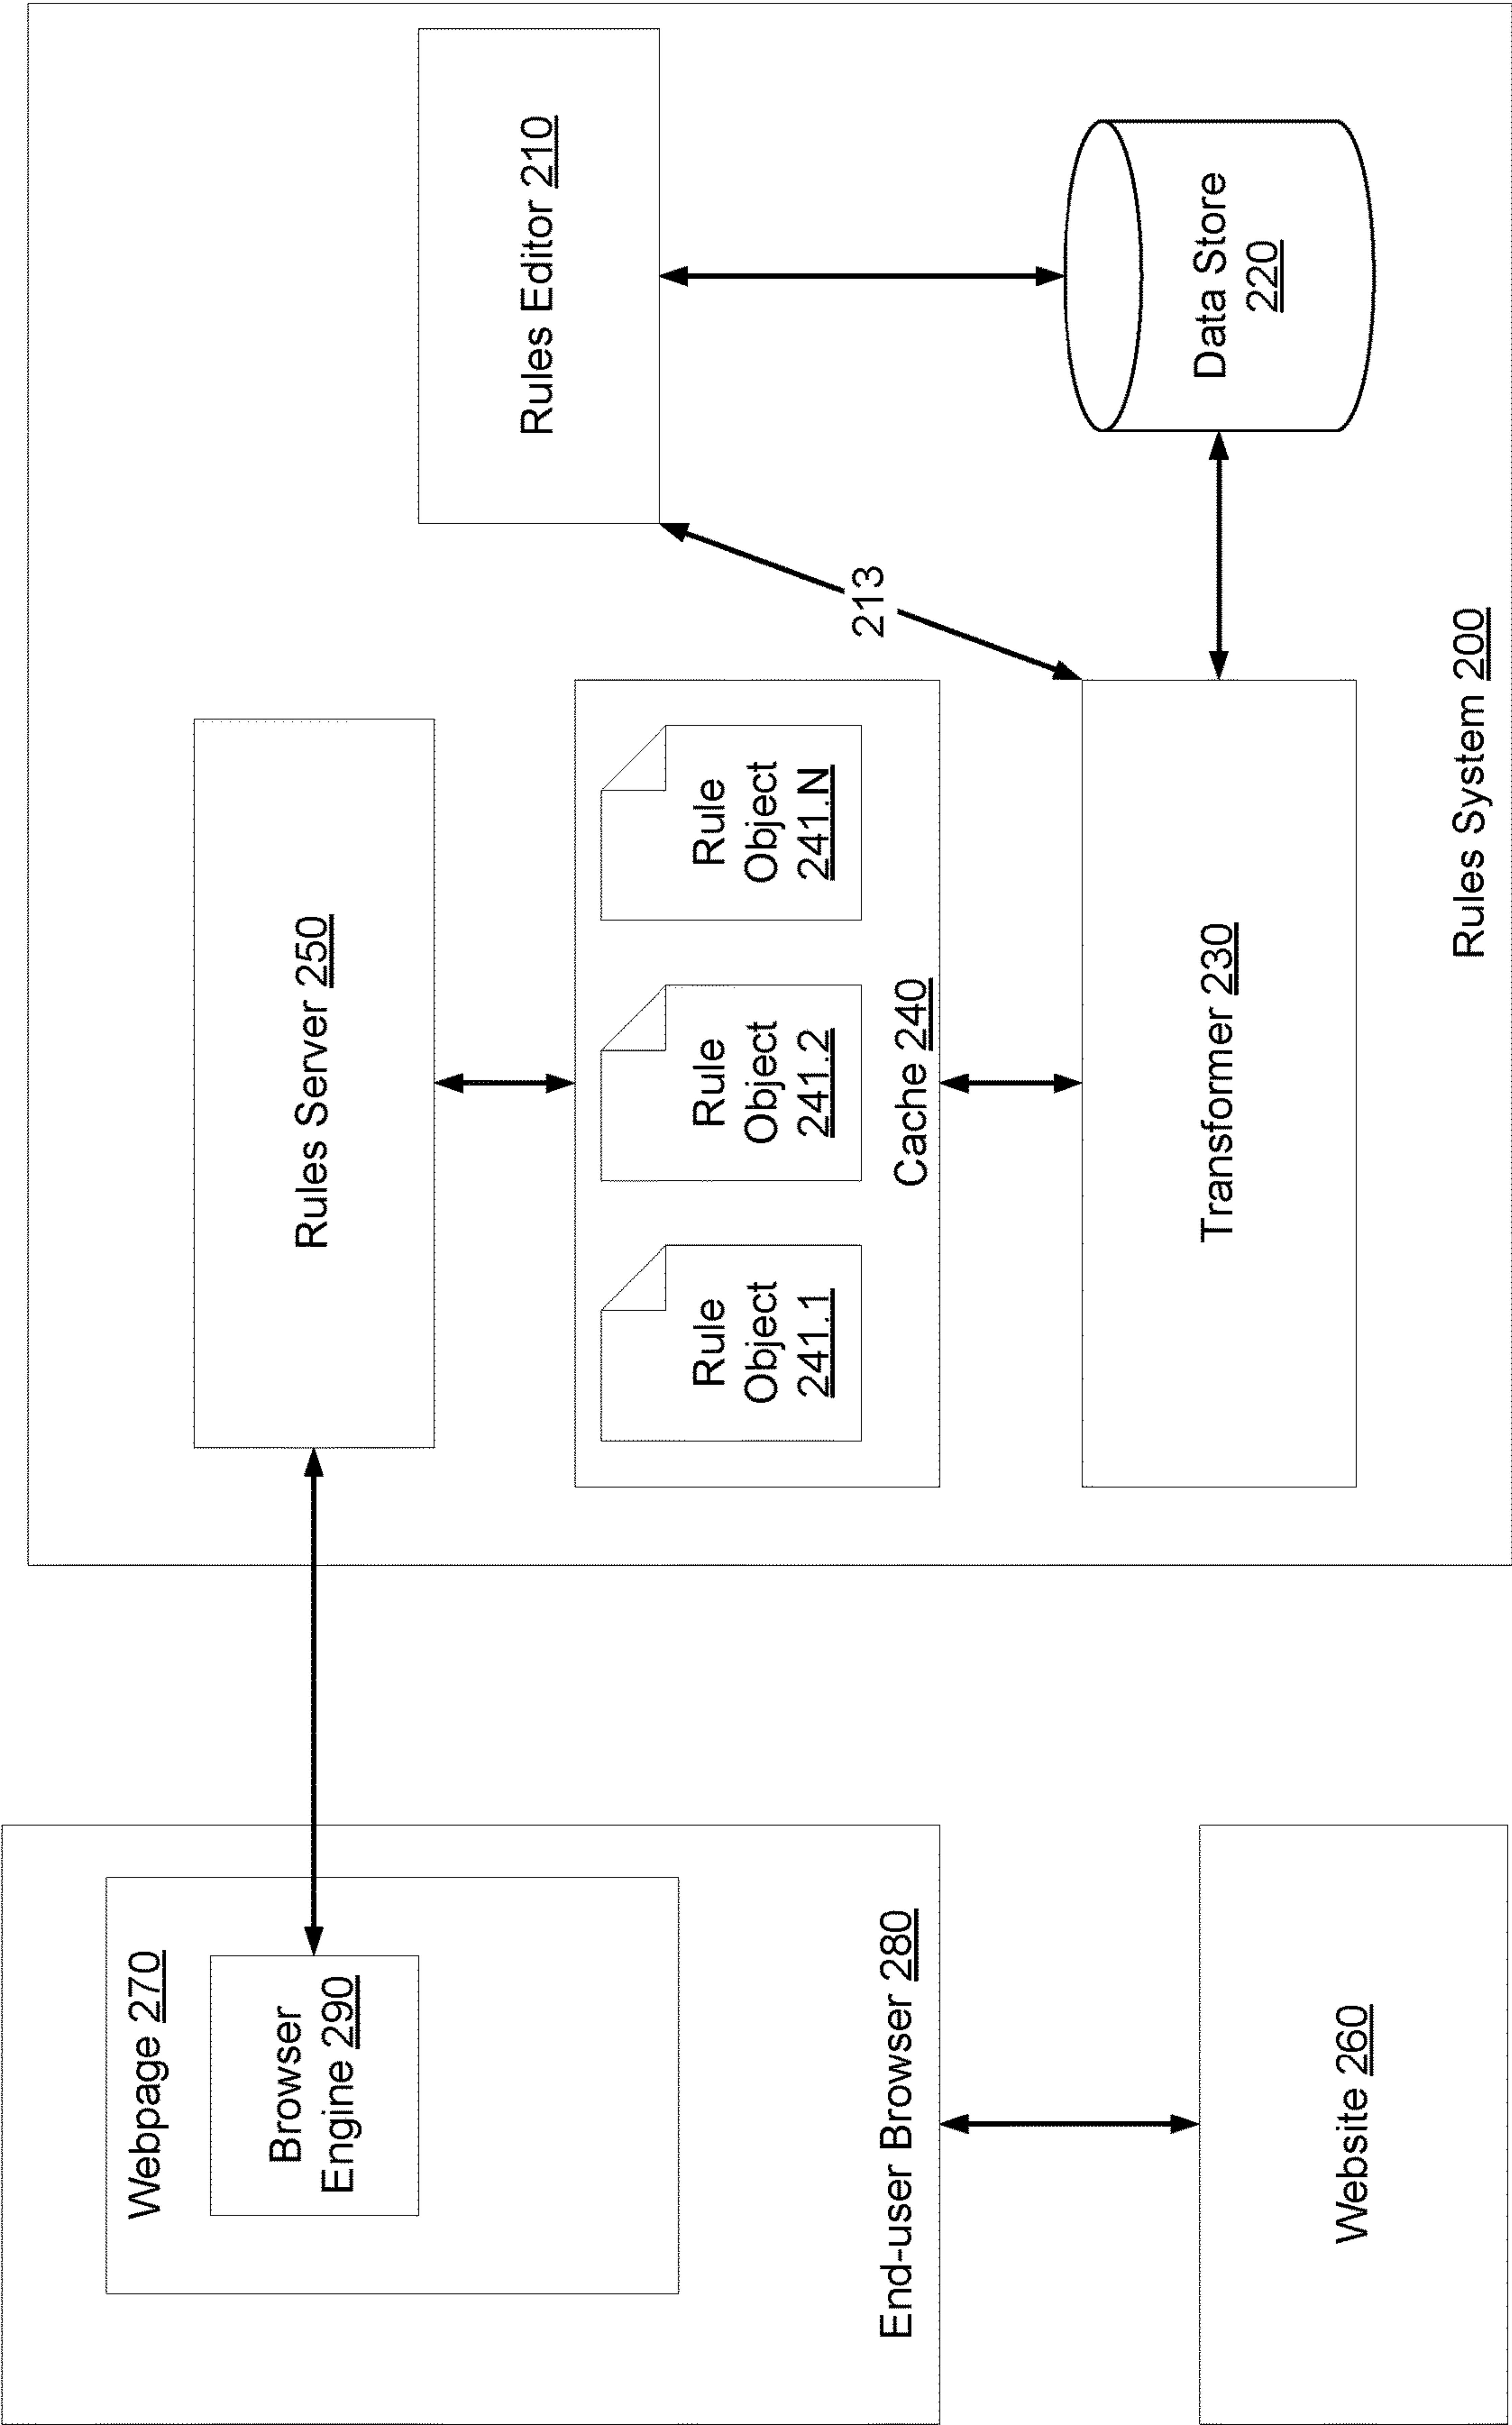 Webpage 270
Browser
Engine 290
End-user Browser 280
Website 260
Rules Server 250
Rule
Object
241.1
Rule
Object
241.2
Rule
Object
241.N
Cache 240
Transformer 230
213
Rules Editor 210
Data Store
220
Rules System 200